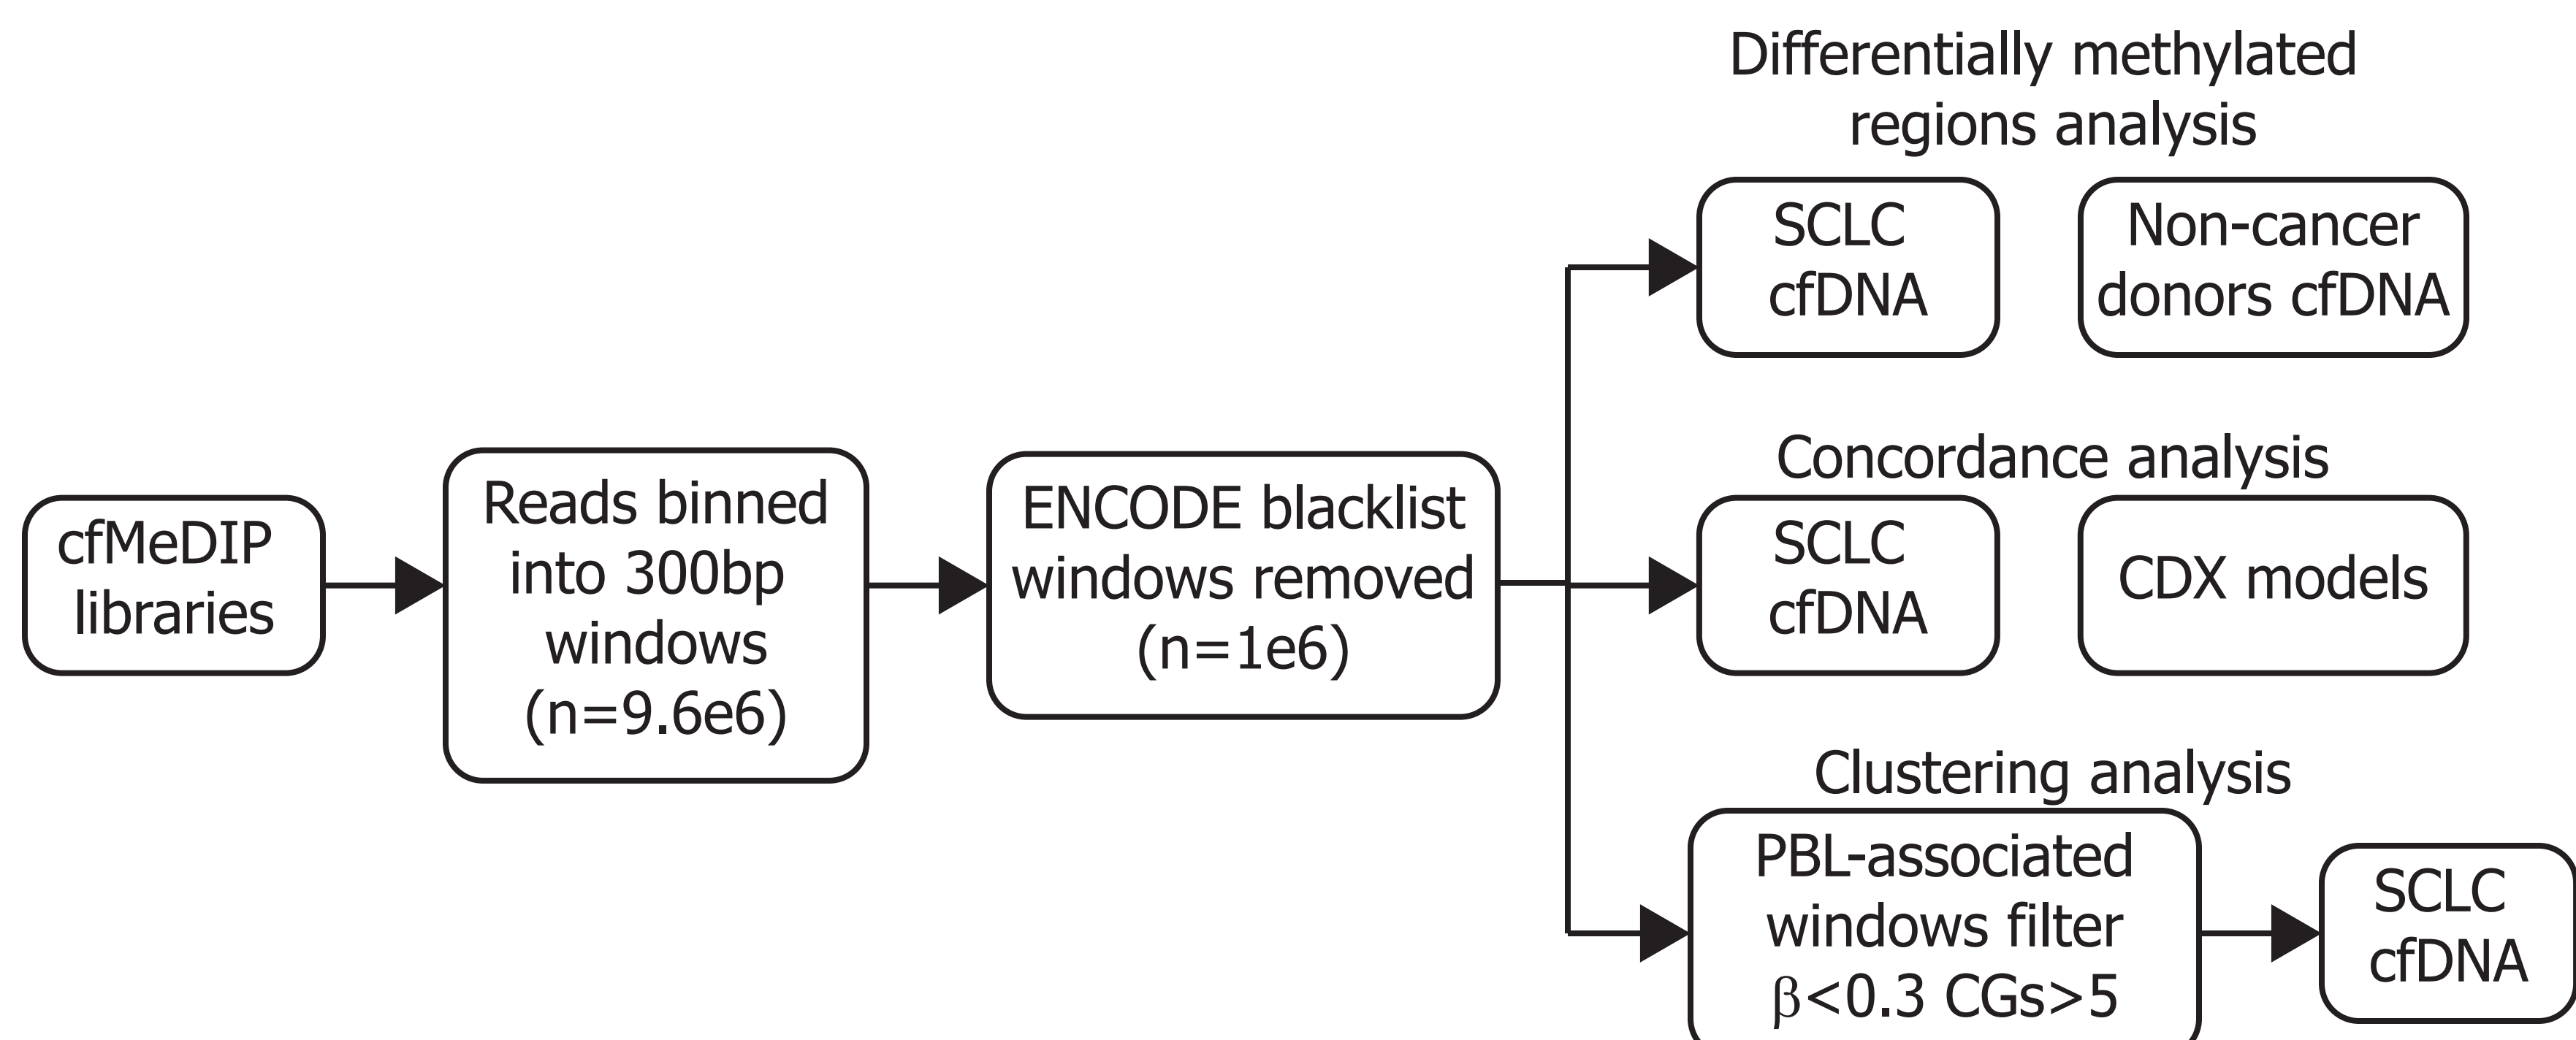 cfMeDIP
libraries
Reads binned
into 300bp
windows
(n=9.6e6)
ENCODE blacklist
windows removed
(n=1e6)
Differentially methylated
regions analysis
SCLC
cfDNA
Non-cancer
donors cfDNA
Concordance analysis
SCLC
cfDNA
CDX models
Clustering analysis
PBL-associated
windows filter
β<0.3 CGs>5
SCLC
cfDNA